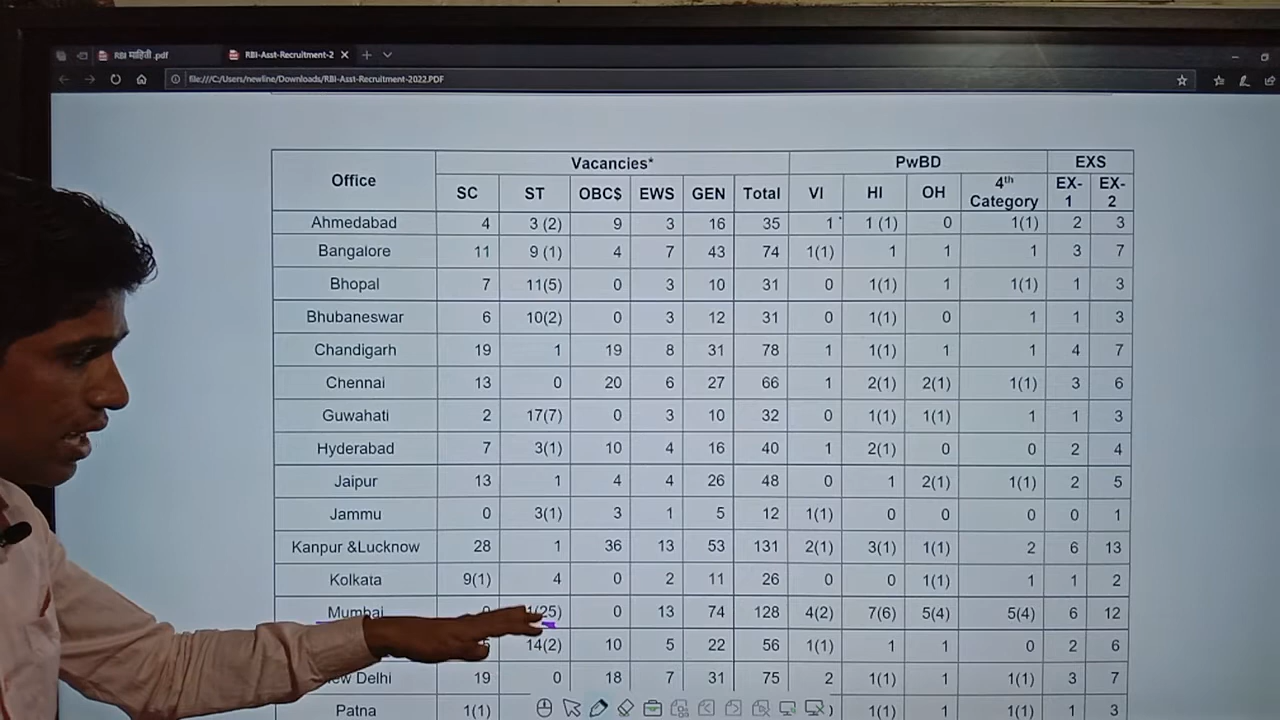 RBI माहिती .pdf RBI-Asst-Recruitment-2
file:///C:/Users/newline/Downloads/RBI-Asst-Recruitment-2022.PDF
Office Vacancies* PwBD EXS
SC ST OBC$ EWS GEN Total VI HI OH 4th Category EX-1 EX-2
Ahmedabad 4 3 (2) 9 3 16 35 1 1 (1) 0 1(1) 2 3
Bangalore 11 9 (1) 4 7 43 74 1(1) 1 1 1 3 7
Bhopal 7 11(5) 0 3 10 31 0 1(1) 1 1(1) 1 3
Bhubaneswar 6 10(2) 0 3 12 31 0 1(1) 0 1 1 3
Chandigarh 19 1 19 8 31 78 1 1(1) 1 1 4 7
Chennai 13 0 20 6 27 66 1 2(1) 2(1) 1(1) 3 6
Guwahati 2 17(7) 0 3 10 32 0 1(1) 1(1) 1 1 3
Hyderabad 7 3(1) 10 4 16 40 1 2(1) 0 0 2 4
Jaipur 13 1 4 4 26 48 0 1 2(1) 1(1) 2 5
Jammu 0 3(1) 3 1 5 12 1(1) 0 0 0 0 1
Kanpur &Lucknow 28 1 36 13 53 131 2(1) 3(1) 1(1) 2 6 13
Kolkata 9(1) 4 0 2 11 26 0 0 1(1) 1 1 2
Mumbai (25) 0 13 74 128 4(2) 7(6) 5(4) 5(4) 6 12
14(2) 10 5 22 56 1(1) 1 1 0 2 6
Delhi 19 0 18 7 31 75 2 1(1) 1 1(1) 3 7
Patna 1(1) 1(1) 1 1(1) 1 3